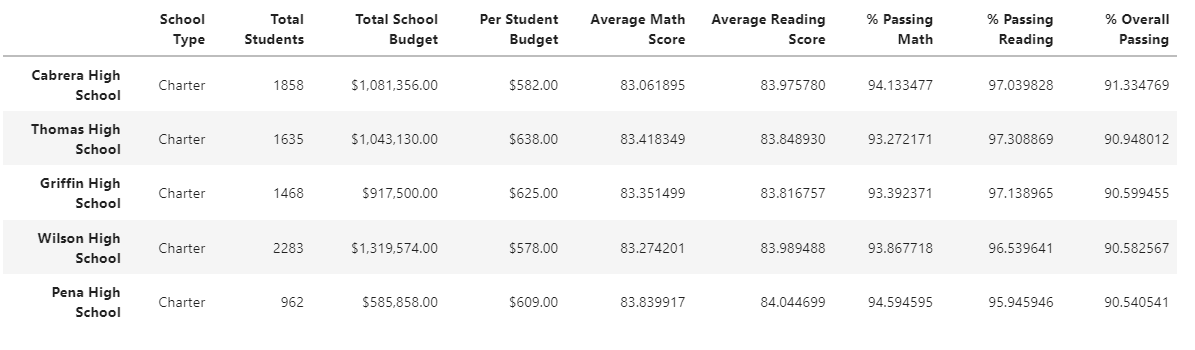 School Type Total Students Total School Budget Per Student Budget Average Math Score Average Reading Score % Passing Math % Passing Reading % Overall Passing
Cabrera High School Charter 1858 $1,081,356.00 $582.00 83.061895 83.975780 94.133477 97.039828 91.334769
Thomas High School Charter 1635 $1,043,130.00 $638.00 83.418349 83.848930 93.272171 97.308869 90.948012
Griffin High School Charter 1468 $917,500.00 $625.00 83.351499 83.816757 93.392371 97.138965 90.599455
Wilson High School Charter 2283 $1,319,574.00 $578.00 83.274201 83.989488 93.867718 96.539641 90.582567
Pena High School Charter 962 $585,858.00 $609.00 83.839917 84.044699 94.594595 95.945946 90.540541